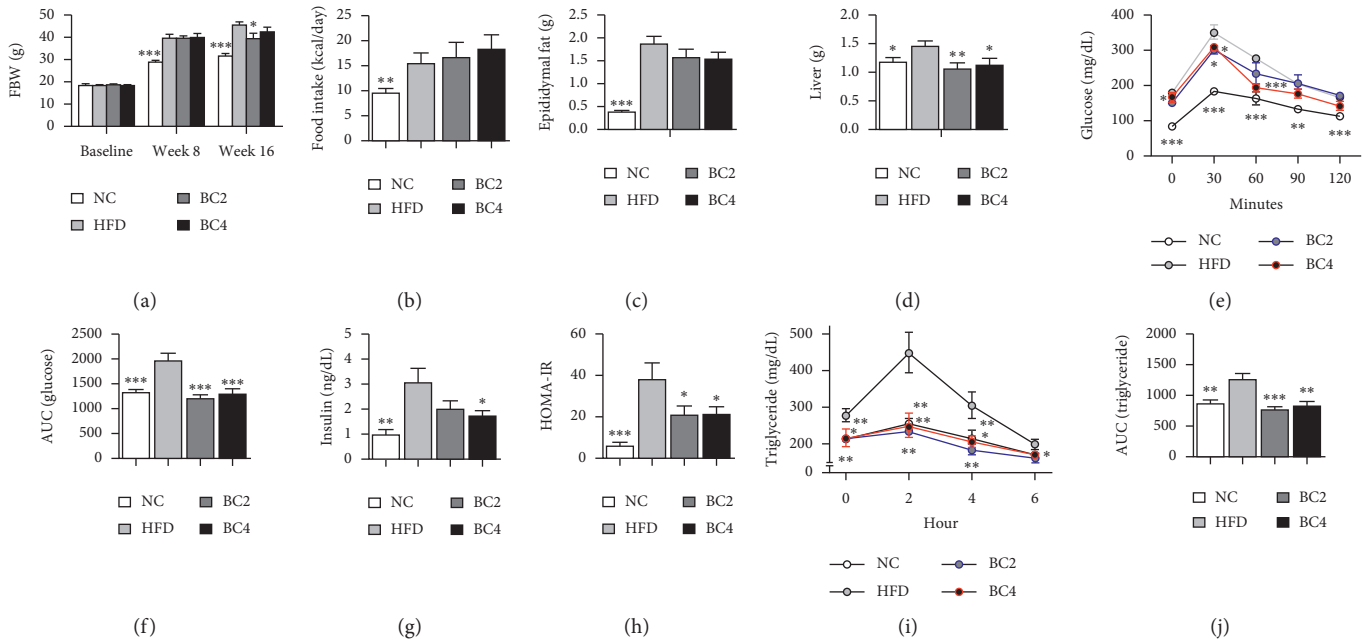 FBW (g)
60
50
40
30
20
10
0
***
***
*
Baseline
Week 8
Week 16
NC
BC2
HFD
BC4
(a)
Food intake (kcal/day)
25
20
15
10
5
0
**
NC
BC2
HFD
BC4
(b)
Epididymal fat (g)
2.5
2.0
1.5
1.0
0.5
0.0
***
NC
BC2
HFD
BC4
(c)
Liver (g)
2.0
1.5
1.0
0.5
0.0
*
**
*
NC
BC2
HFD
BC4
(d)
Glucose (mg/dL)
400
300
200
100
0
*
***
*
*
***
***
***
**
***
0
30
60
90
120
Minutes
NC
BC2
HFD
BC4
(e)
AUC (glucose)
2500
2000
1500
1000
500
0
***
***
***
NC
BC2
HFD
BC4
(f)
Insulin (ng/dL)
5
4
3
2
1
0
**
*
NC
BC2
HFD
BC4
(g)
HOMA-IR
60
40
20
0
***
*
*
NC
BC2
HFD
BC4
(h)
Triglyceride (mg/dL)
500
400
300
200
0
**
*
**
**
**
**
**
*
**
*
0
2
4
6
Hour
NC
BC2
HFD
BC4
(i)
AUC (triglyceride)
2000
1500
1000
500
0
**
***
**
NC
BC2
HFD
BC4
(j)